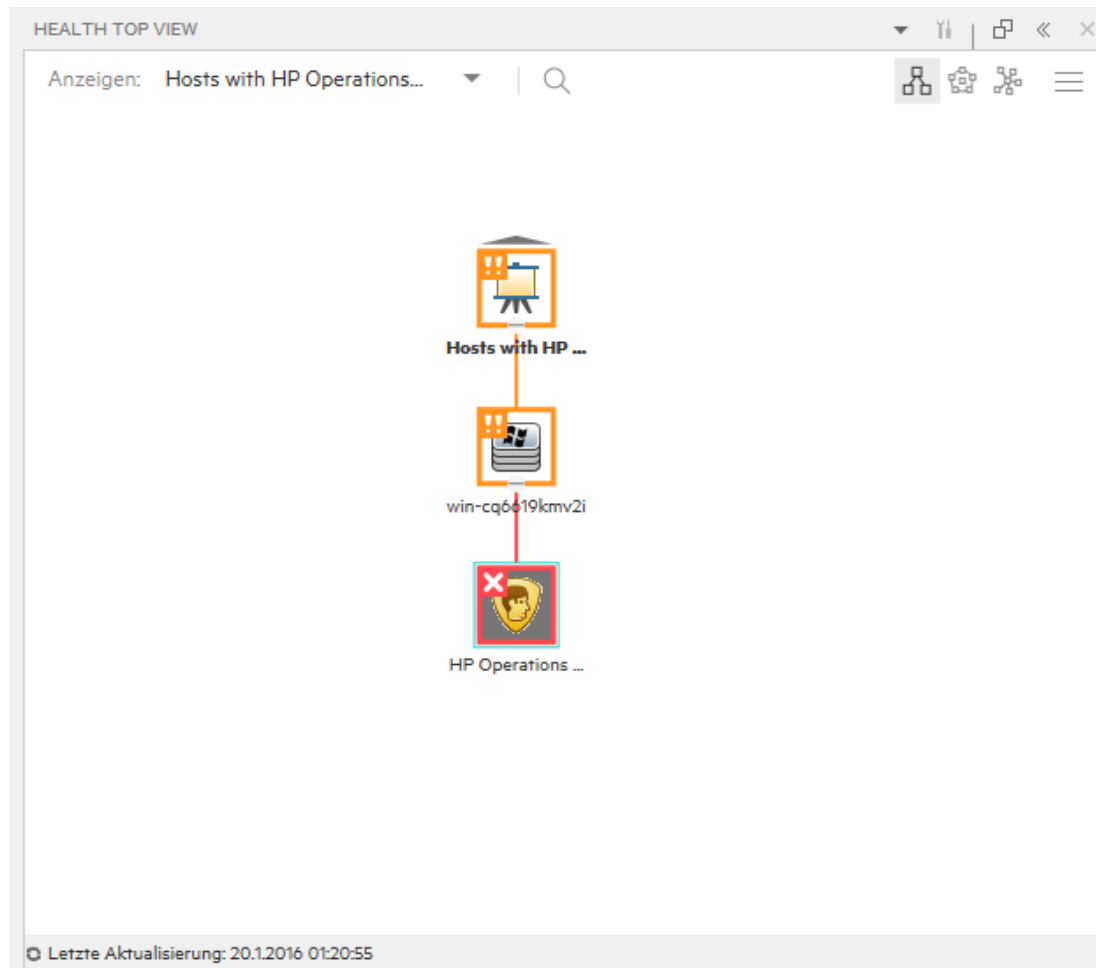 HEALTH TOP VIEW
Anzeigen: Hosts with HP Operations...
Hosts with HP ...
win-cq6619kmv2i
HP Operations ...
Letzte Aktualisierung: 20.1.2016 01:20:55